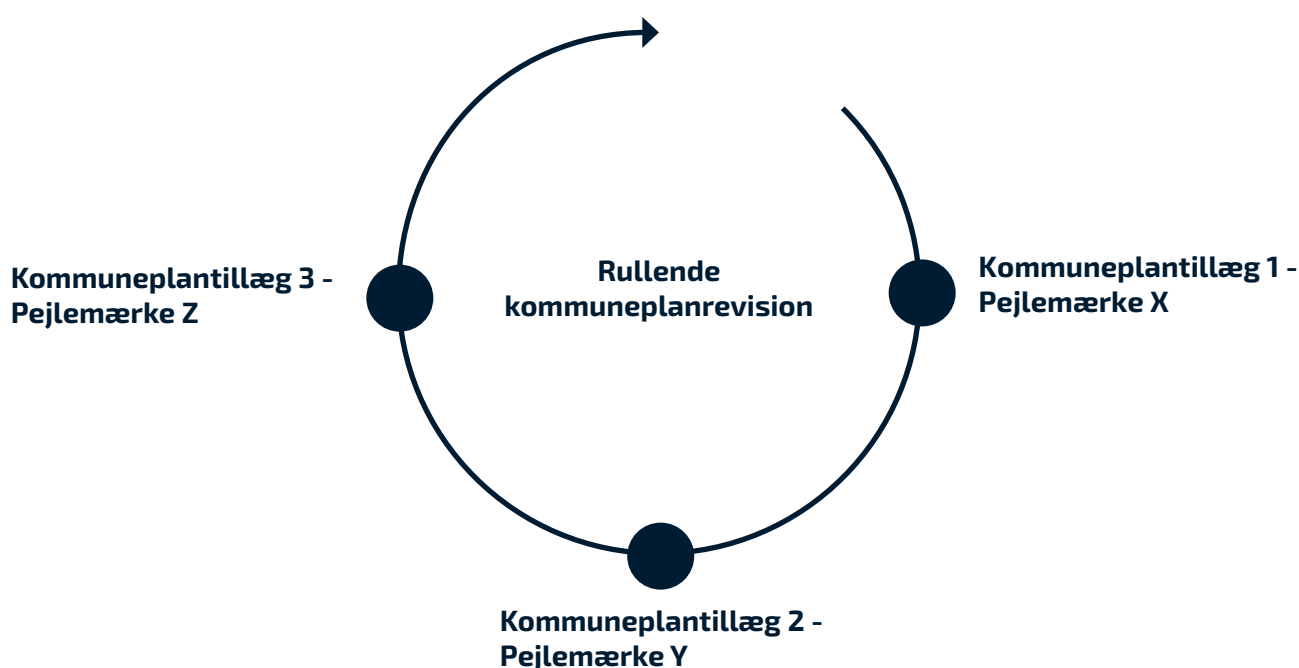 Rullende
kommuneplanrevision
Kommuneplantillæg 1 -
Pejlemærke X
Kommuneplantillæg 2 -
Pejlemærke Y
Kommuneplantillæg 3 -
Pejlemærke Z